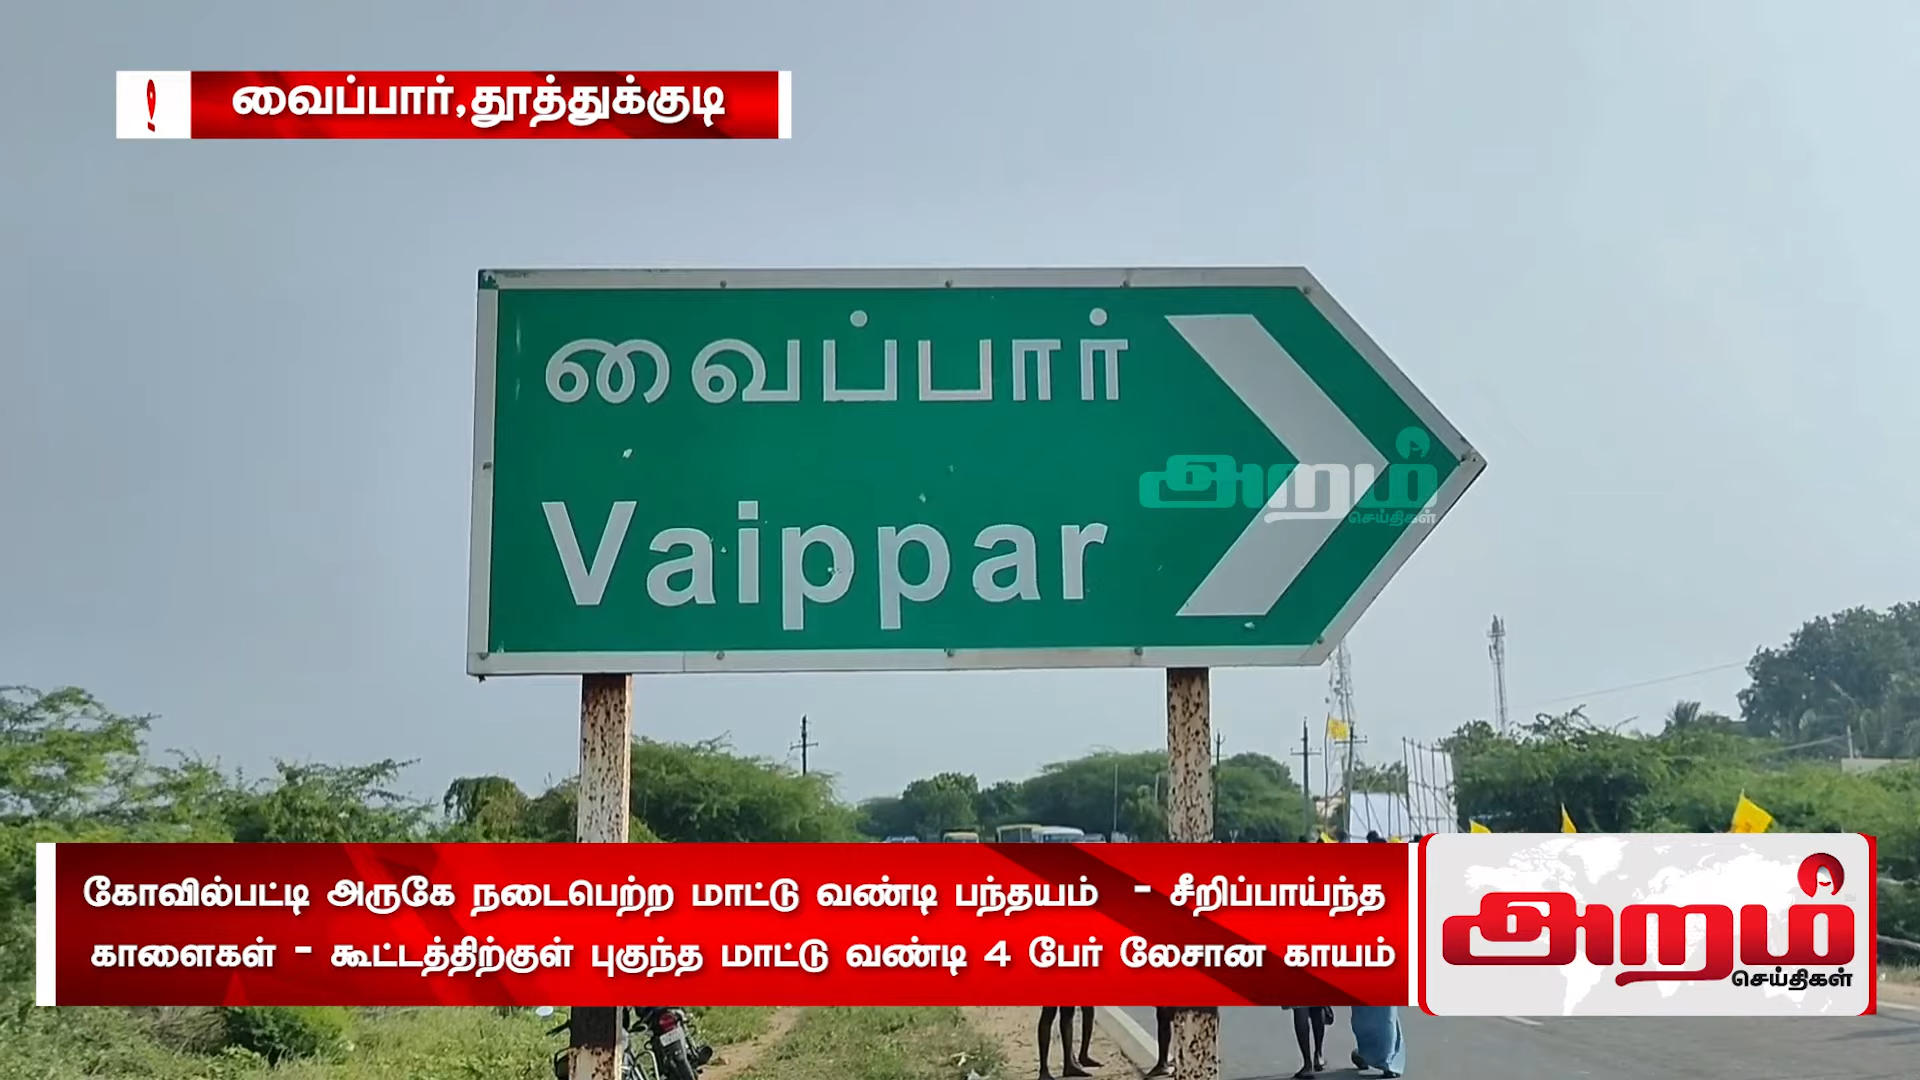 வைப்பார்,தூத்துக்குடி
வைப்பார்
Vaippar
அறம்
செய்திகள்
கோவில்பட்டி அருகே நடைபெற்ற மாட்டு வண்டி பந்தயம் - சீறிப்பாய்ந்த
காளைகள் - கூட்டத்திற்குள் புகுந்த மாட்டு வண்டி 4 பேர் லேசான காயம்
அறம்
செய்திகள்